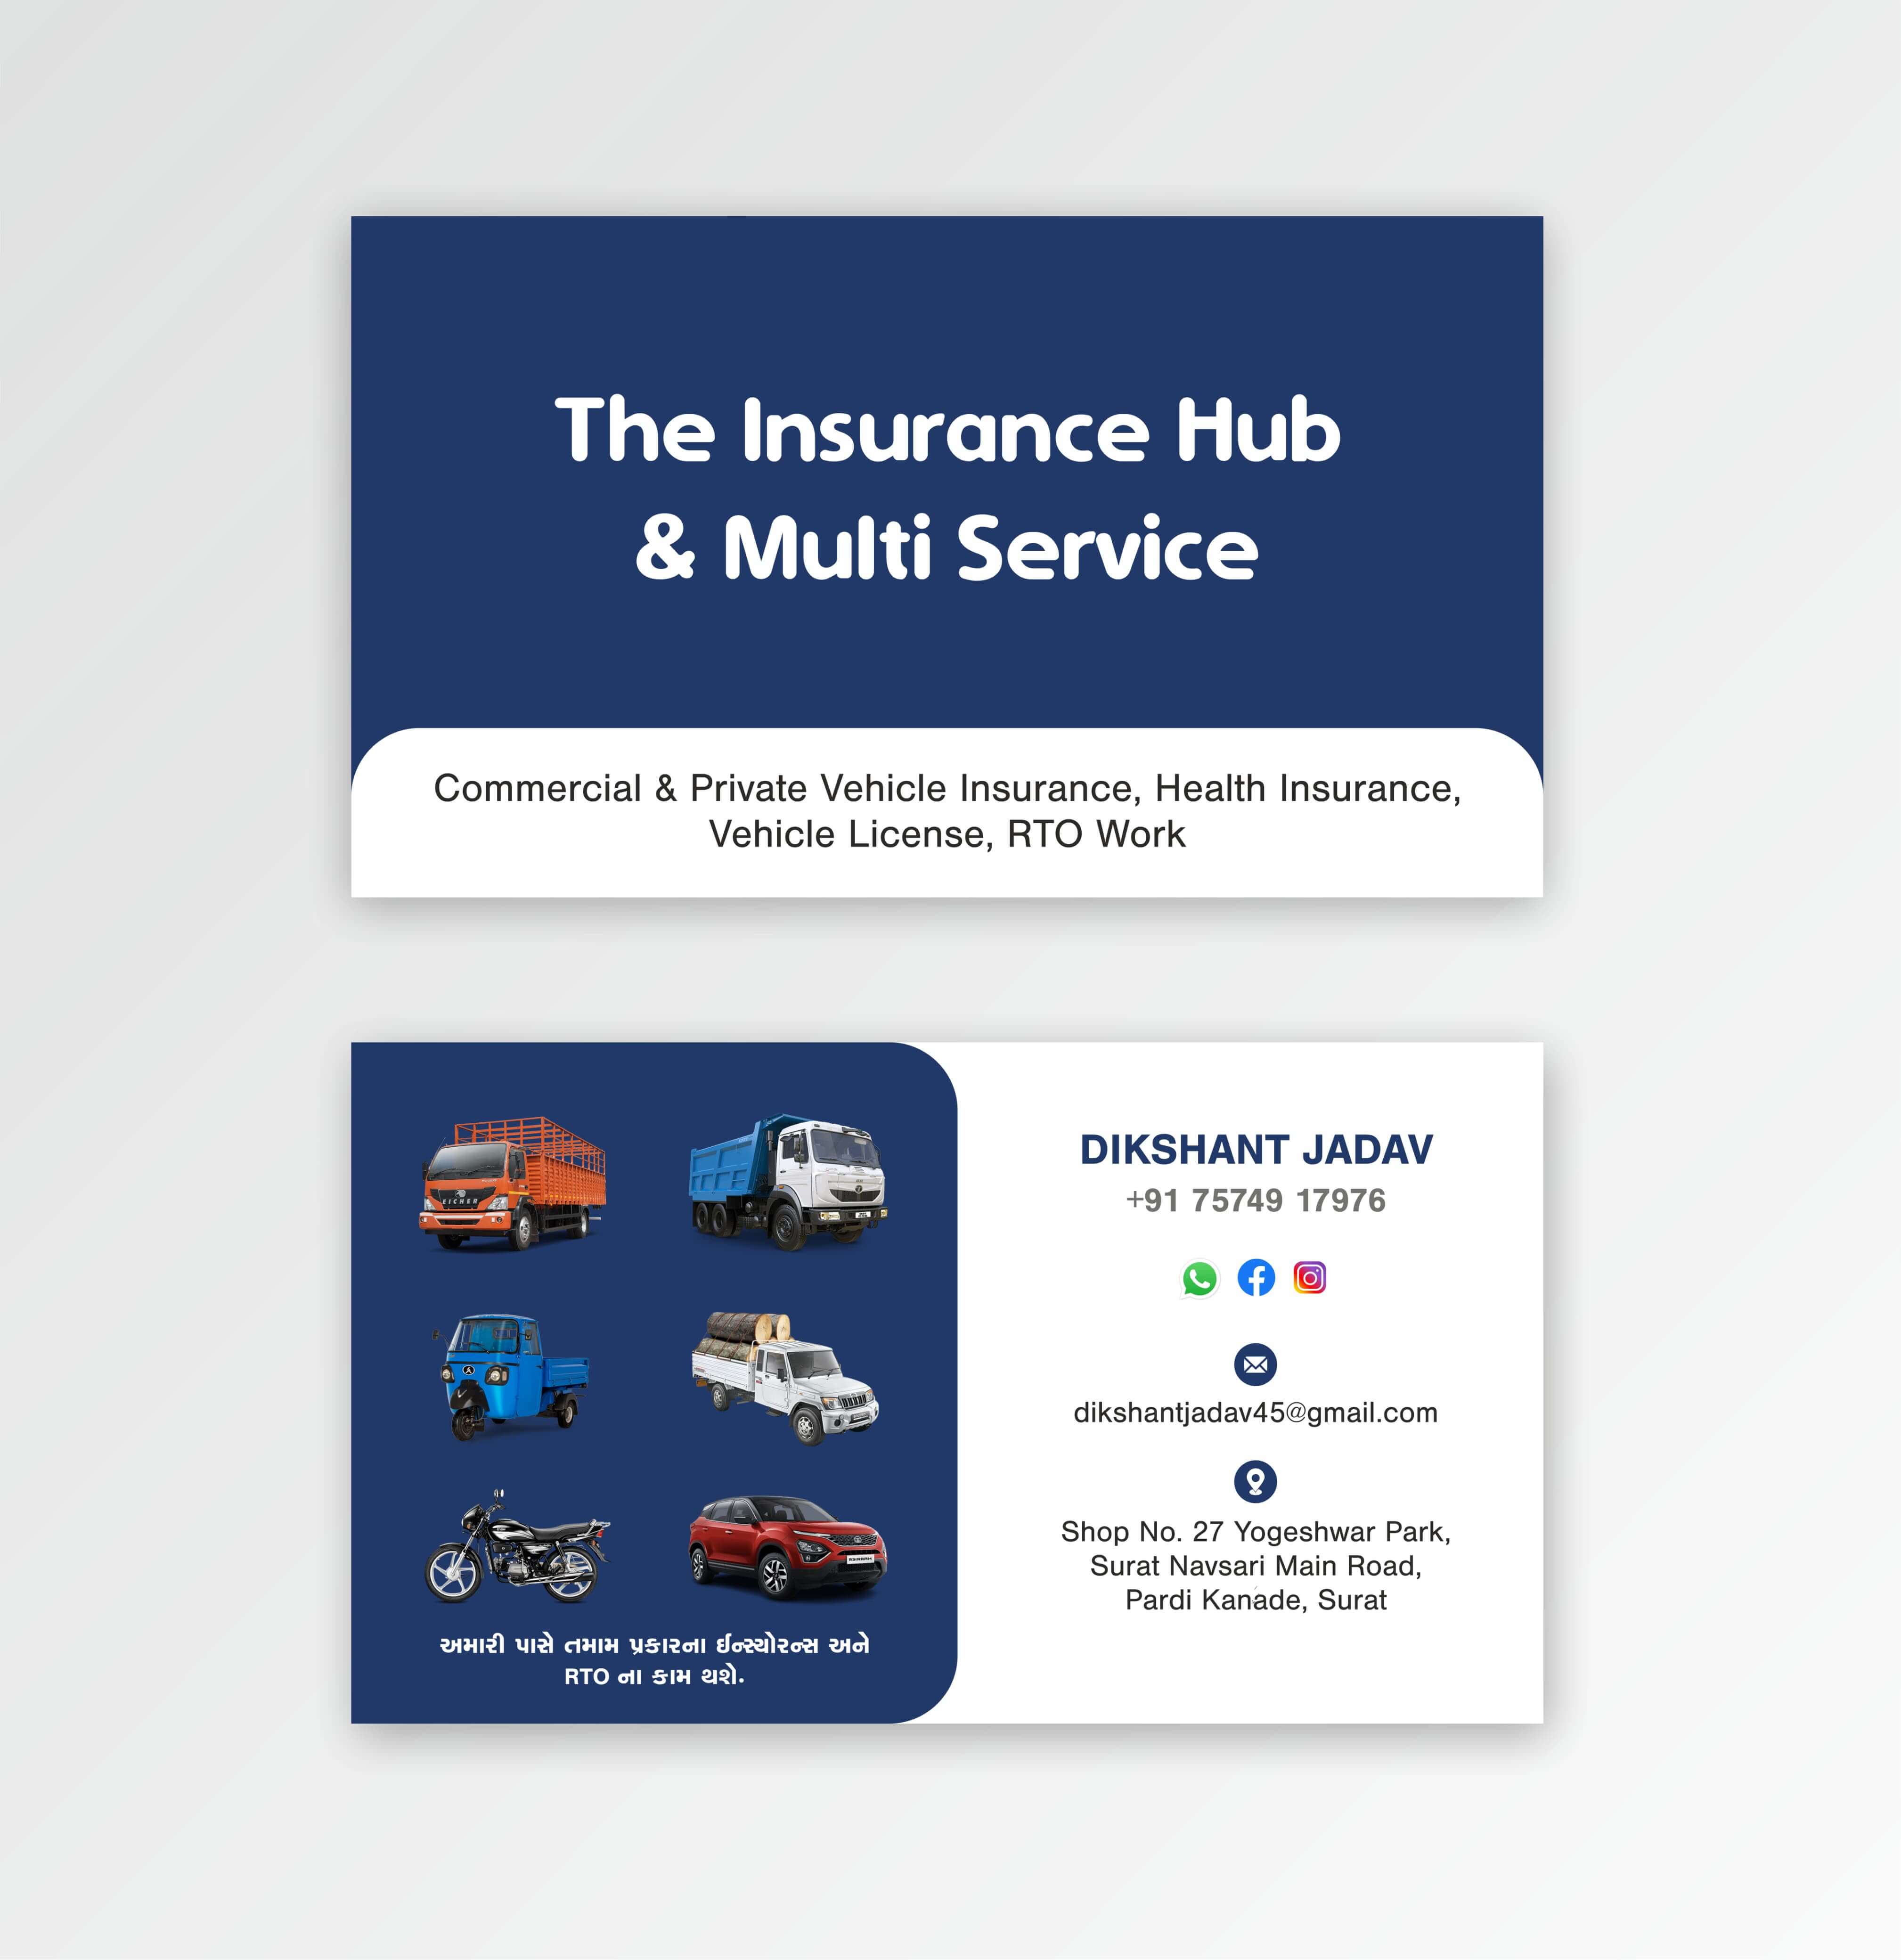 The Insurance Hub
& Multi Service
Commercial & Private Vehicle Insurance, Health Insurance,
Vehicle License, RTO Work
EICHER
અમારી પાસે તમામ પ્રકારના ઈન્સ્યોરન્સ અને
RTO ના કામ થશે.
DIKSHANT JADAV
+91 75749 17976
dikshantjadav45@gmail.com
Shop No. 27 Yogeshwar Park,
Surat Navsari Main Road,
Pardi Kanade, Surat